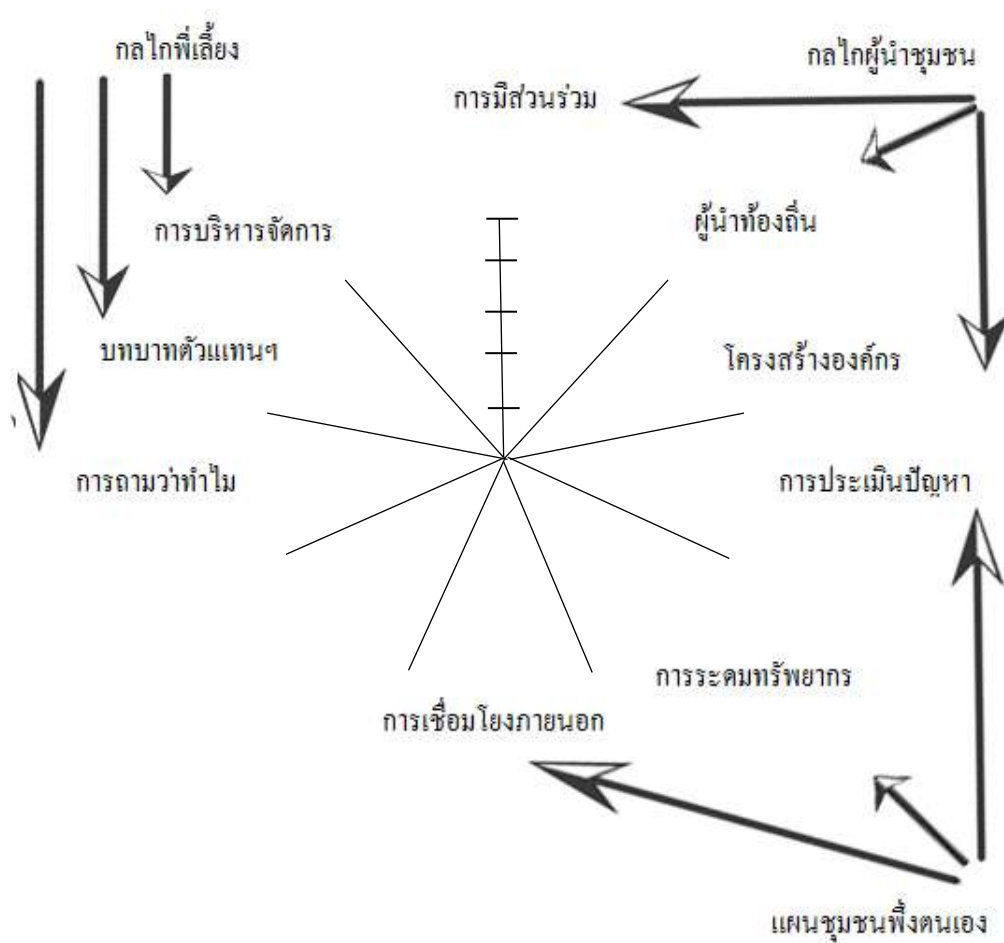 กลไกพี่เลี้ยง
กลไกผู้นำชุมชน
การมีส่วนร่วม
การบริหารจัดการ
ผู้นำท้องถิ่น
บทบาทตัวแทนฯ
โครงสร้างองค์กร
การถามว่าทำไม
การประเมินปัญหา
การระดมทรัพยากร
การเชื่อมโยงภายนอก
แผนชุมชนพึ่งตนเอง